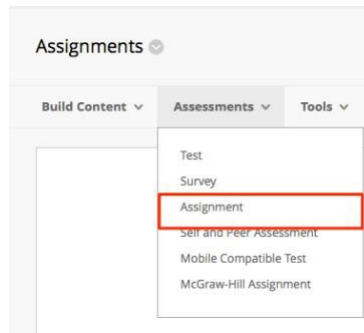 Assignments
Build Content Assessments Tools
Test
Survey
Assignment
Self and Peer Assessment
Mobile Compatible Test
McGraw-Hill Assignment